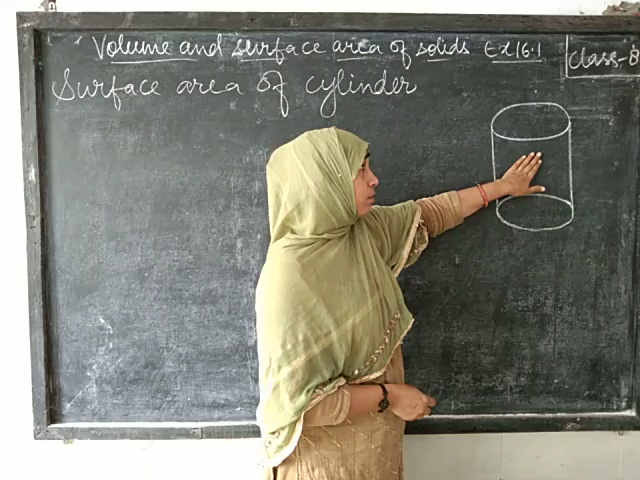 Volume and surface area of solids Ex 16.1
Class-8
Surface area of cylinder